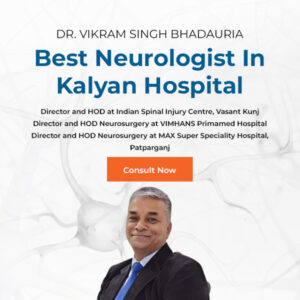 DR. VIKRAM SINGH BHADAURIA
Best Neurologist In
Kalyan Hospital
Director and HOD at Indian Spinal Injury Centre, Vasant Kunj
Director and HOD Neurosurgery at VIMHANS Primamed Hospital
Director and HOD Neurosurgery at MAX Super Speciality Hospital,
Patparganj
Consult Now